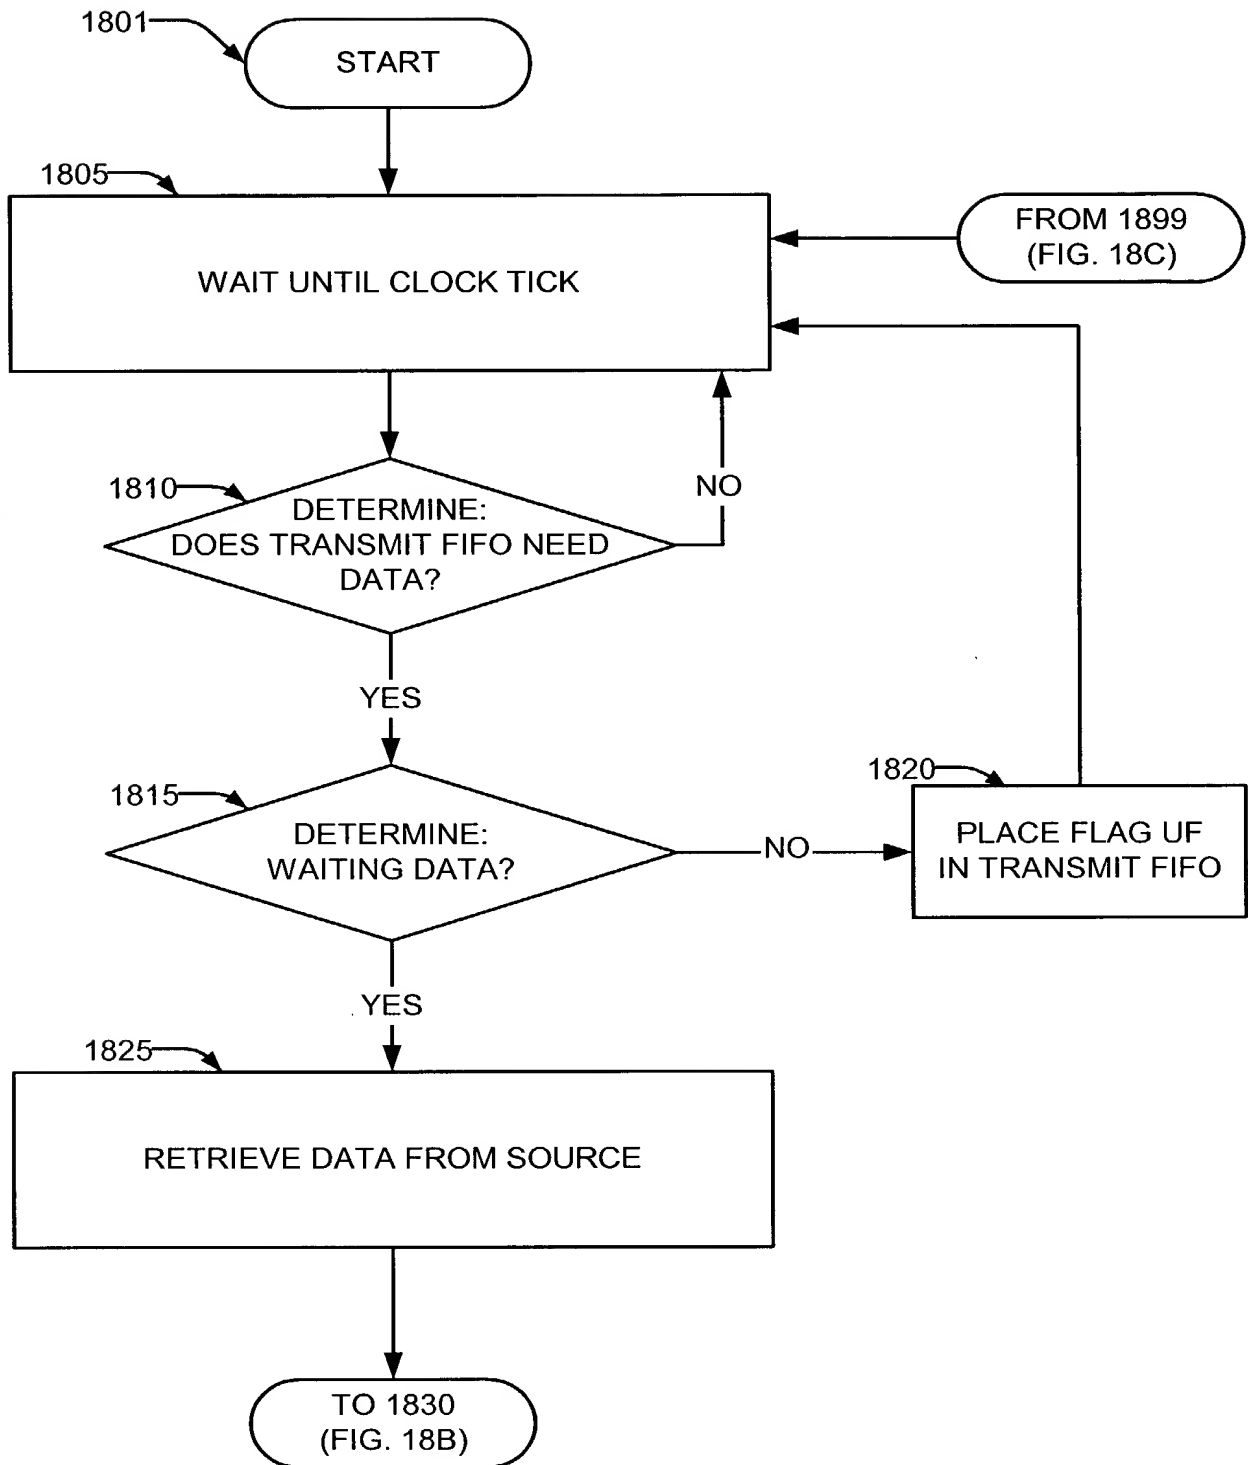 1801
START
1805
WAIT UNTIL CLOCK TICK
FROM 1899
(FIG. 18C)
1810
DETERMINE:
DOES TRANSMIT FIFO NEED
DATA?
NO
YES
1815
DETERMINE:
WAITING DATA?
NO
1820
PLACE FLAG UF
IN TRANSMIT FIFO
YES
1825
RETRIEVE DATA FROM SOURCE
TO 1830
(FIG. 18B)